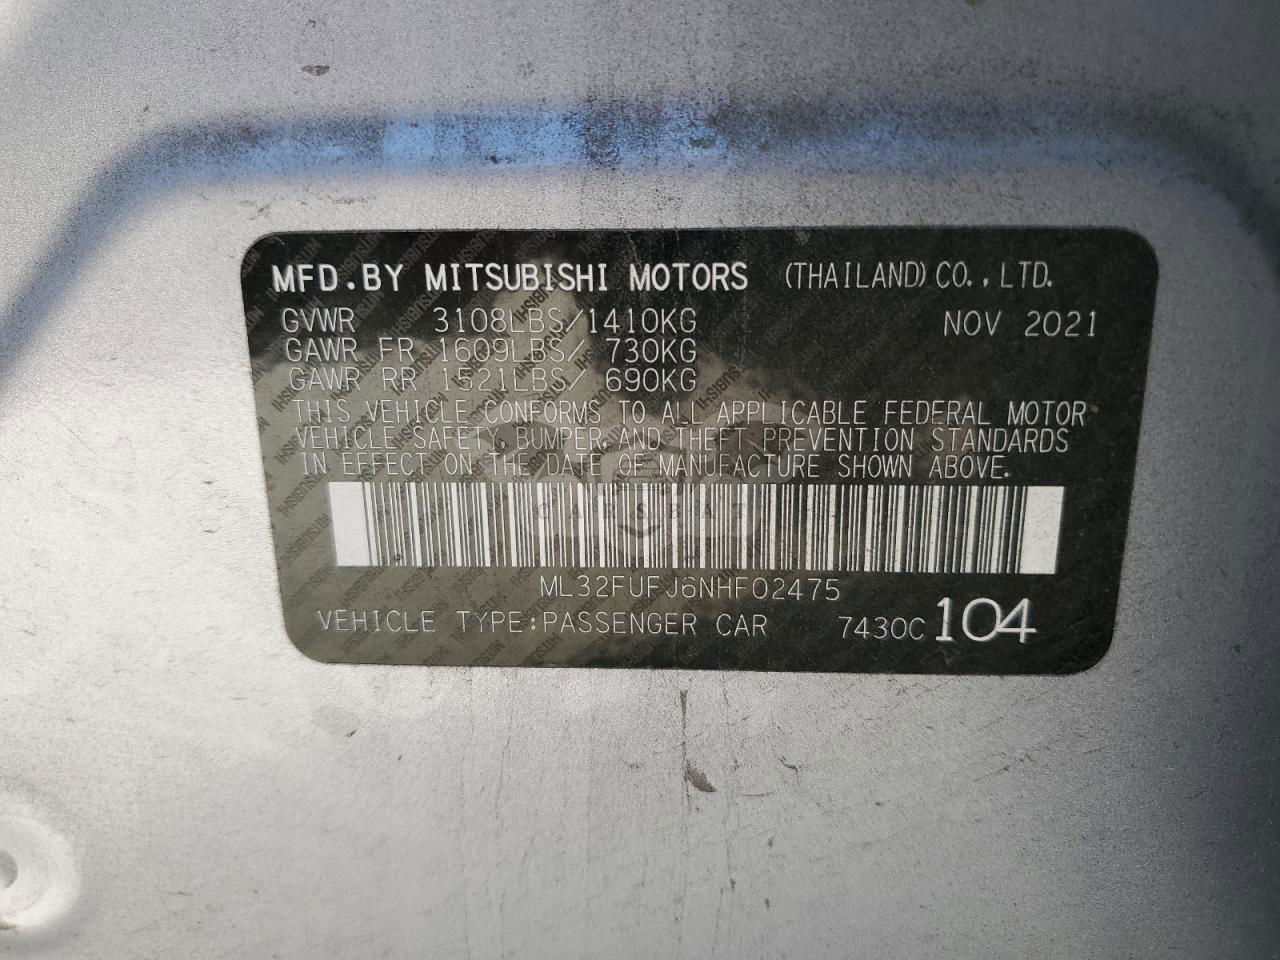 MFD.BY MITSUBISHI MOTORS (THAILAND) CO., LTD.
GVWR 3108LBS/1410KG NOV 2021
GAWR FR 1609LBS/ 730KG
GAWR RR 1521LBS/ 690KG
THIS VEHICLE CONFORMS TO ALL APPLICABLE FEDERAL MOTOR
VEHICLE SAFETY, BUMPER, AND THEFT PREVENTION STANDARDS
IN EFFECT ON THE DATE OF MANUFACTURE SHOWN ABOVE.
CARSBAT
ML32FUFJ6NHF02475
VEHICLE TYPE:PASSENGER CAR 7430C 104